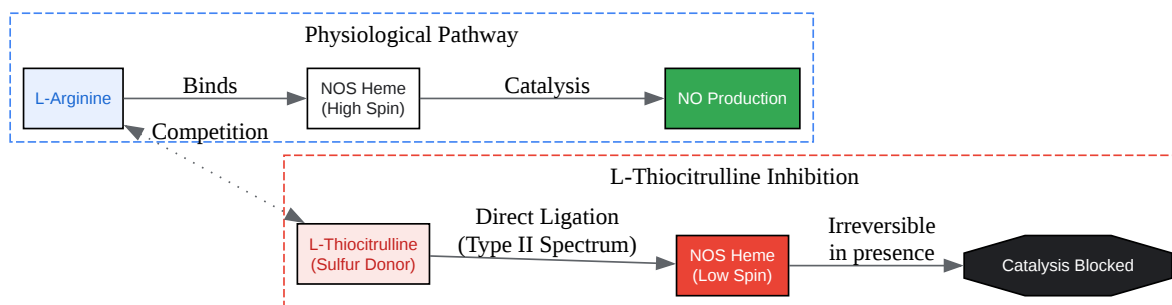 Physiological Pathway
L-Arginine
Binds
NOS Heme
(High Spin)
Catalysis
NO Production
Competition
L-Thiocitrulline Inhibition
L-Thiocitrulline
(Sulfur Donor)
Direct Ligation
(Type II Spectrum)
NOS Heme
(Low Spin)
Irreversible
in presence
Catalysis Blocked